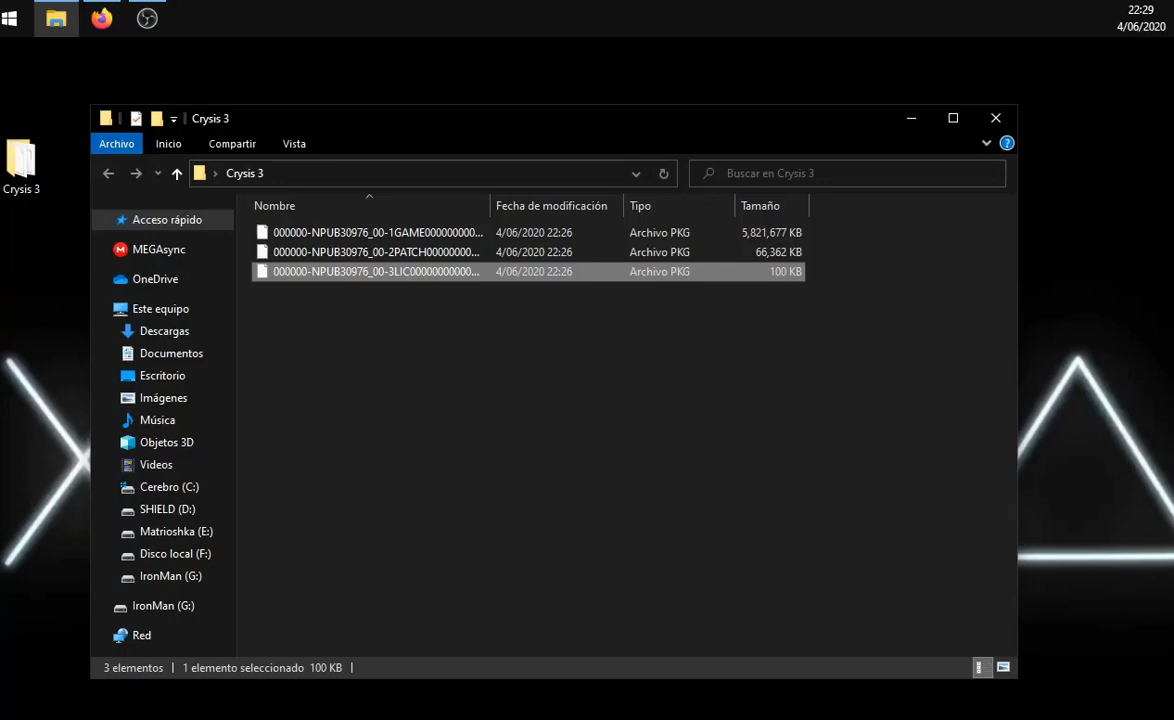 22:29
4/06/2020
Crysis 3
Crysis 3
Archivo Inicio Compartir Vista
Crysis 3
Buscar en Crysis 3
Nombre Fecha de modificación Tipo Tamaño
000000-NPUB30976_00-1GAME000000000... 4/06/2020 22:26 Archivo PKG 5,821,677 KB
000000-NPUB30976_00-2PATCH00000000... 4/06/2020 22:26 Archivo PKG 66,362 KB
000000-NPUB30976_00-3LIC00000000000... 4/06/2020 22:26 Archivo PKG 100 KB
Acceso rápido
MEGAsync
OneDrive
Este equipo
Descargas
Documentos
Escritorio
Imágenes
Música
Objetos 3D
Videos
Cerebro (C:)
SHIELD (D:)
Matrioshka (E:)
Disco local (F:)
IronMan (G:)
IronMan (G:)
Red
3 elementos 1 elemento seleccionado 100 KB